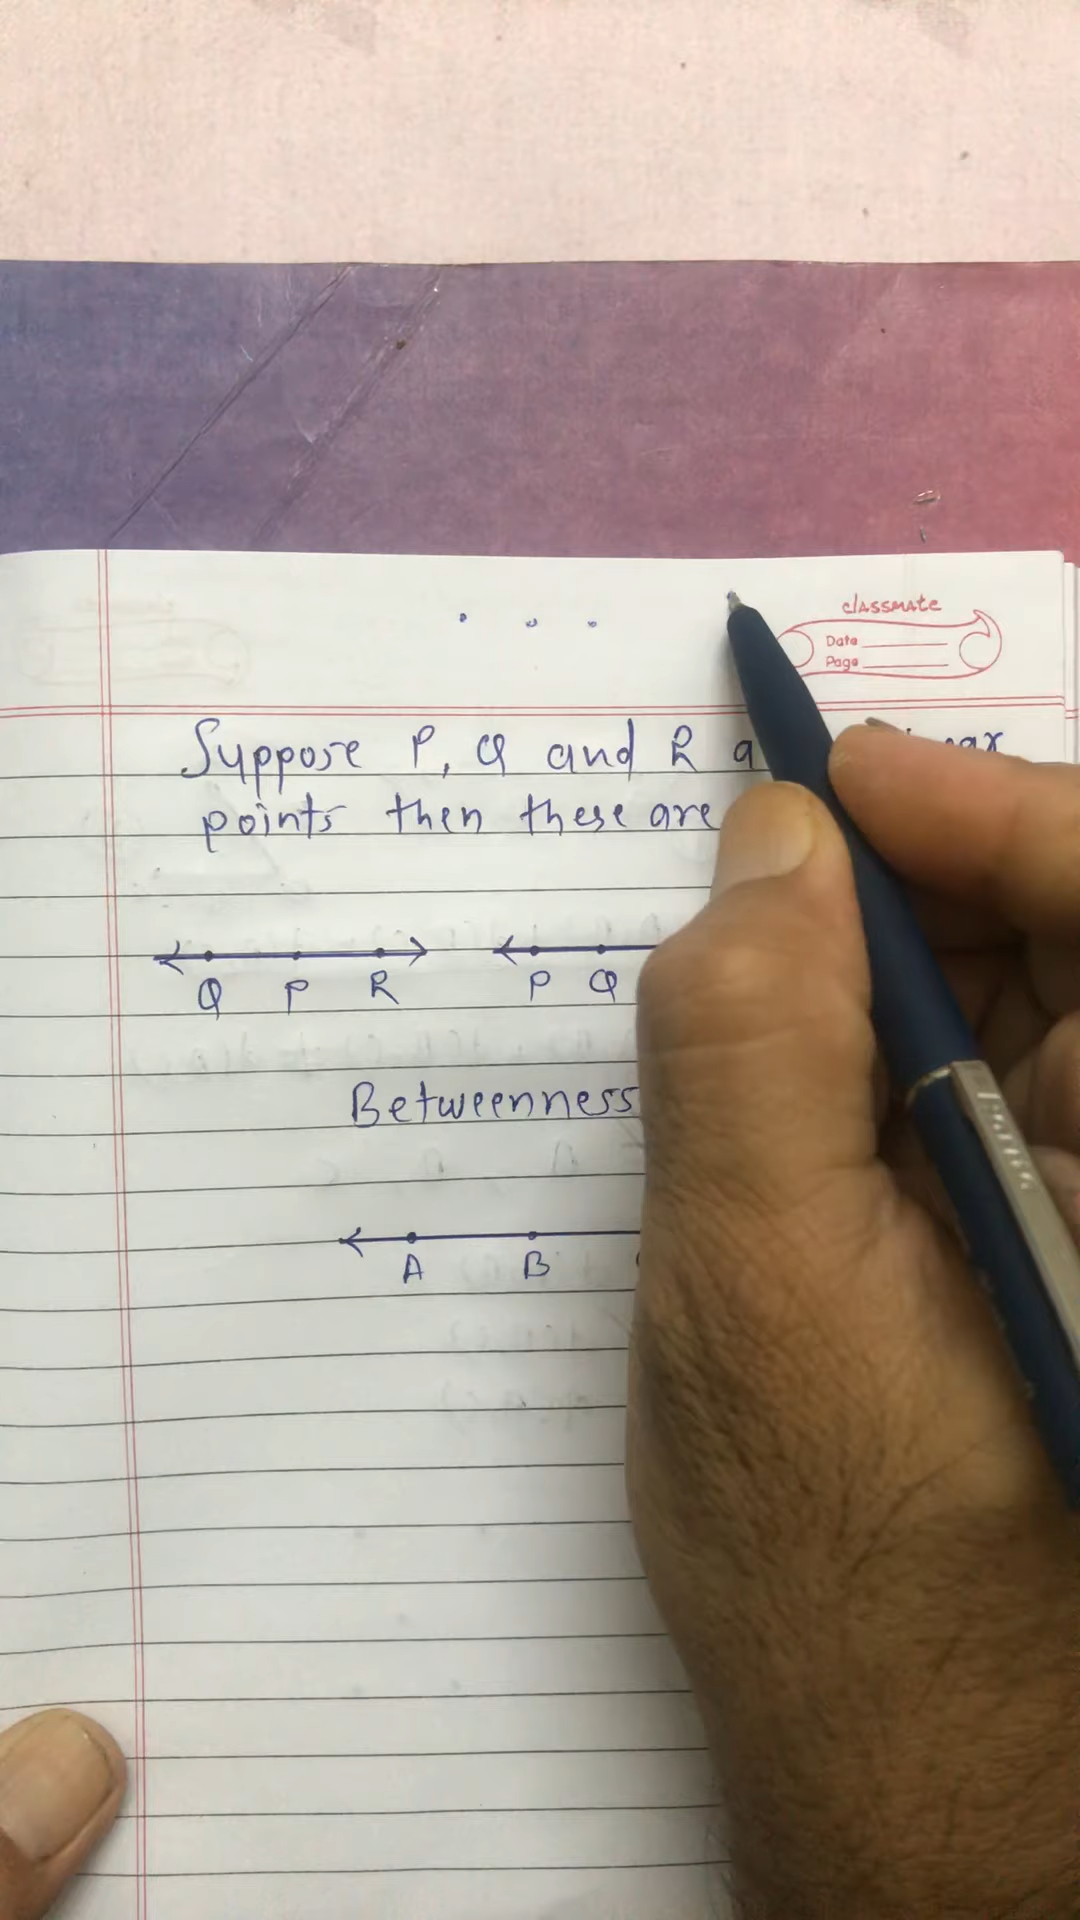 classmate
Date
Page
Suppose P, Q and R
points then these are
Q P R P Q
Betweenness
A B